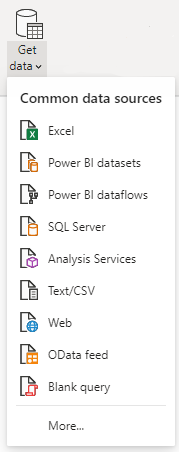 Get
data
Common data sources
Excel
Power BI datasets
Power BI dataflows
SQL Server
Analysis Services
Text/CSV
Web
OData feed
Blank query
More...